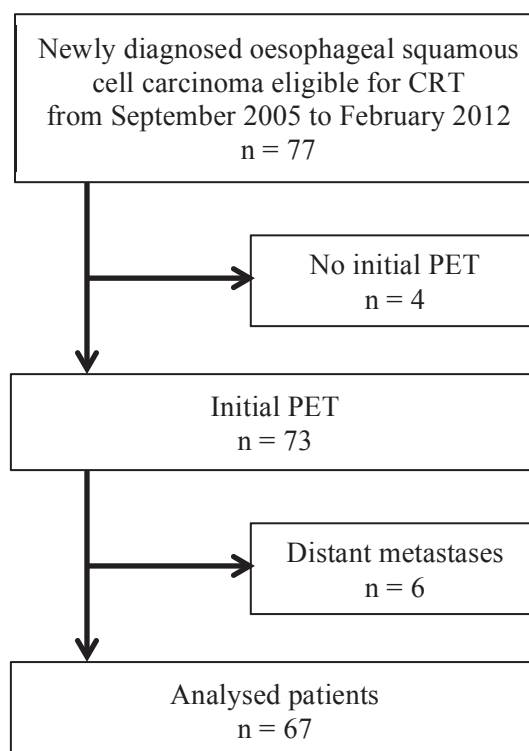 Newly diagnosed oesophageal squamous
cell carcinoma eligible for CRT
from September 2005 to February 2012
n = 77
No initial PET
n = 4
Initial PET
n = 73
Distant metastases
n = 6
Analysed patients
n = 67